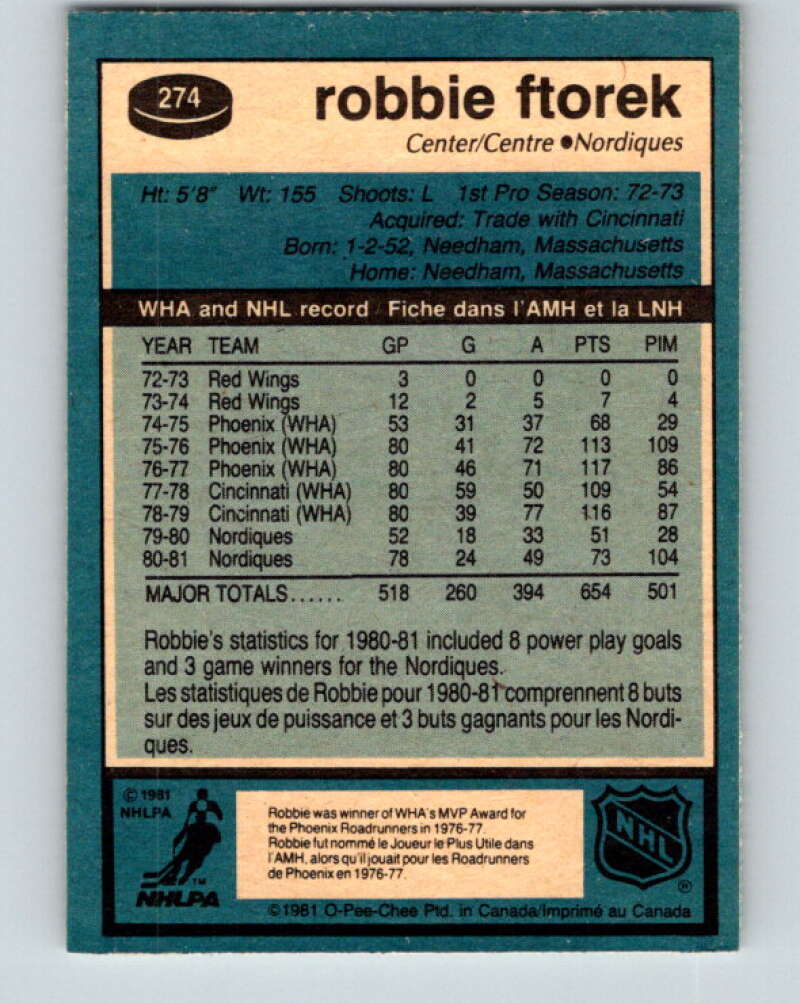 274
robbie ftorek
Center/Centre ●Nordiques
Ht: 5'8" Wt: 155 Shoots: L 1st Pro Season: 72-73
Acquired: Trade with Cincinnati
Born: 1-2-52, Needham, Massachusetts
Home: Needham, Massachusetts
WHA and NHL record / Fiche dans l'AMH et la LNH
YEAR TEAM GP G A PTS PIM
72-73 Red Wings 3 0 0 0 0
73-74 Red Wings 12 2 5 7 4
74-75 Phoenix (WHA) 53 31 37 68 29
75-76 Phoenix (WHA) 80 41 72 113 109
76-77 Phoenix (WHA) 80 46 71 117 86
77-78 Cincinnati (WHA) 80 59 50 109 54
78-79 Cincinnati (WHA) 80 39 77 116 87
79-80 Nordiques 52 18 33 51 28
80-81 Nordiques 78 24 49 73 104
MAJOR TOTALS...... 518 260 394 654 501
Robbie's statistics for 1980-81 included 8 power play goals
and 3 game winners for the Nordiques.
Les statistiques de Robbie pour 1980-81 comprennent 8 buts
sur des jeux de puissance et 3 buts gagnants pour les Nordi-
ques.
© 1981
NHLPA
TM
NHLPA
Robbie was winner of WHA's MVP Award for
the Phoenix Roadrunners in 1976-77.
Robbie fut nommé le Joueur le Plus Utile dans
l'AMH, alors qu'il jouait pour les Roadrunners
de Phoenix en 1976-77.
NHL
®
© 1981 O-Pee-Chee Ptd. in Canada/Imprimé au Canada